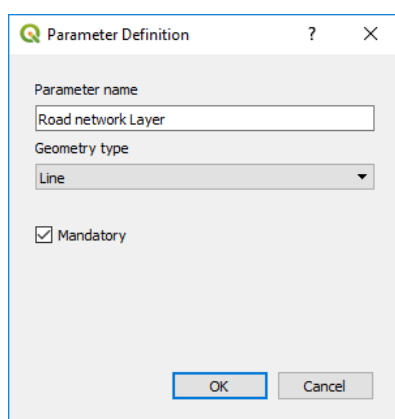 Parameter Definition ?
Parameter name
Road network Layer
Geometry type
Line
Mandatory
OK Cancel